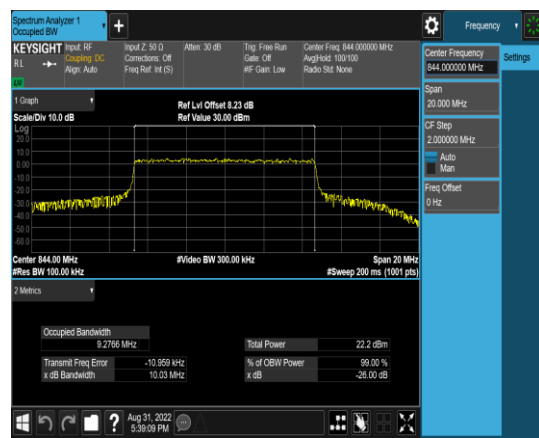 Spectrum Analyzer 1
Occupied BW
+
Frequency
KEYSIGHT
RL
Input: RF
Coupling: DC
Align: Auto
Input Z: 50 Ω
Corrections: Off
Freq Ref: Int (S)
Atten: 30 dB
Trig: Free Run
Gate: Off
#IF Gain: Low
Center Freq: 844.000000 MHz
Avg|Hold: 100/100
Radio Std: None
Center Frequency
844.000000 MHz
Settings
Span
20.000 MHz
CF Step
2.000000 MHz
Auto
Man
Freq Offset
0 Hz
1 Graph
Scale/Div 10.0 dB
Ref Lvl Offset 8.23 dB
Ref Value 30.00 dBm
Log
20.0
10.0
0.00
-10.0
-20.0
-30.0
-40.0
-50.0
-60.0
Center 844.00 MHz
#Video BW 300.00 kHz
Span 20 MHz
#Res BW 100.00 kHz
#Sweep 200 ms (1001 pts)
2 Metrics
Occupied Bandwidth
9.2766 MHz
Total Power 22.2 dBm
Transmit Freq Error -10.959 kHz
% of OBW Power 99.00 %
x dB Bandwidth 10.03 MHz
x dB -26.00 dB
?
Aug 31, 2022
5:39:09 PM